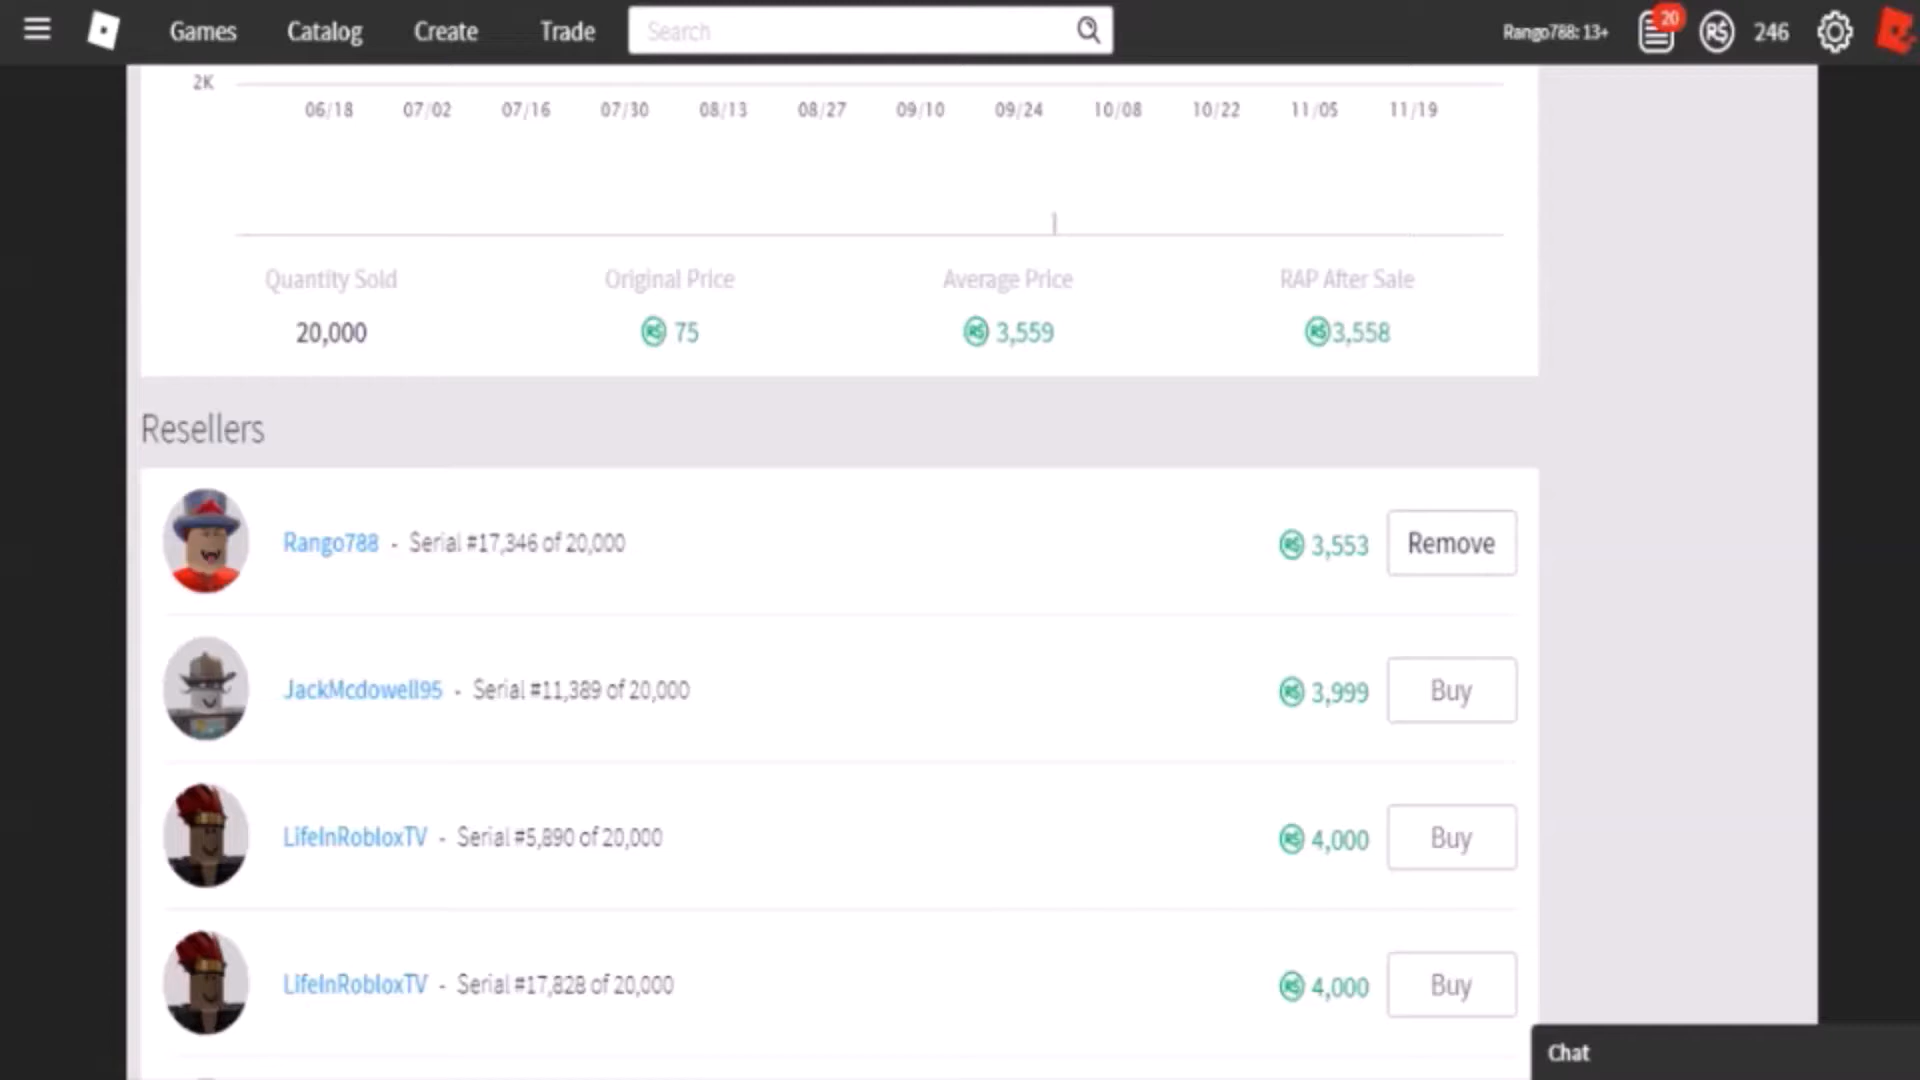 Games Catalog Create Trade Search Rango788: 13+ 20 R$ 246
2K
06/18 07/02 07/16 07/30 08/13 08/27 09/10 09/24 10/08 10/22 11/05 11/19
Quantity Sold Original Price Average Price RAP After Sale
20,000 R$ 75 R$ 3,559 R$ 3,558
Resellers
Rango788 - Serial #17,346 of 20,000 R$ 3,553 Remove
JackMcdowell95 - Serial #11,389 of 20,000 R$ 3,999 Buy
LifeInRobloxTV - Serial #5,890 of 20,000 R$ 4,000 Buy
LifeInRobloxTV - Serial #17,828 of 20,000 R$ 4,000 Buy
Chat